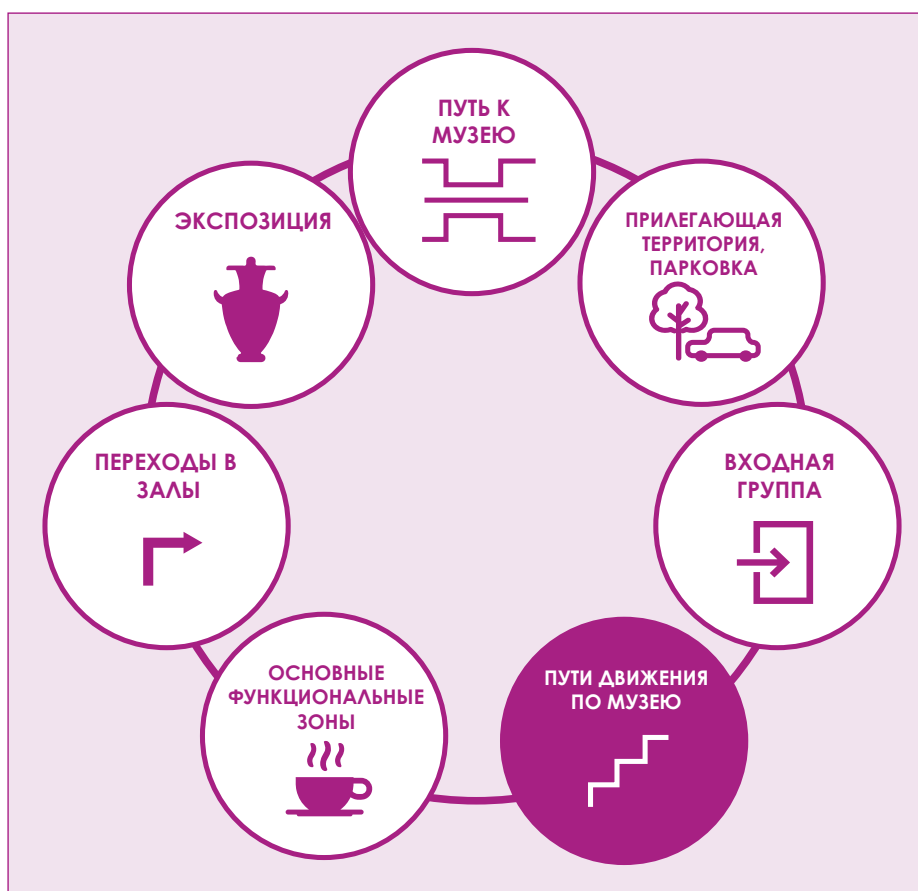 ПУТЬ К
МУЗЕЮ
ПРИЛЕГАЮЩАЯ
ТЕРРИТОРИЯ,
ПАРКОВКА
ВХОДНАЯ
ГРУППА
ПУТИ ДВИЖЕНИЯ
ПО МУЗЕЮ
ОСНОВНЫЕ
ФУНКЦИОНАЛЬНЫЕ
ЗОНЫ
ПЕРЕХОДЫ В
ЗАЛЫ
ЭКСПОЗИЦИЯ